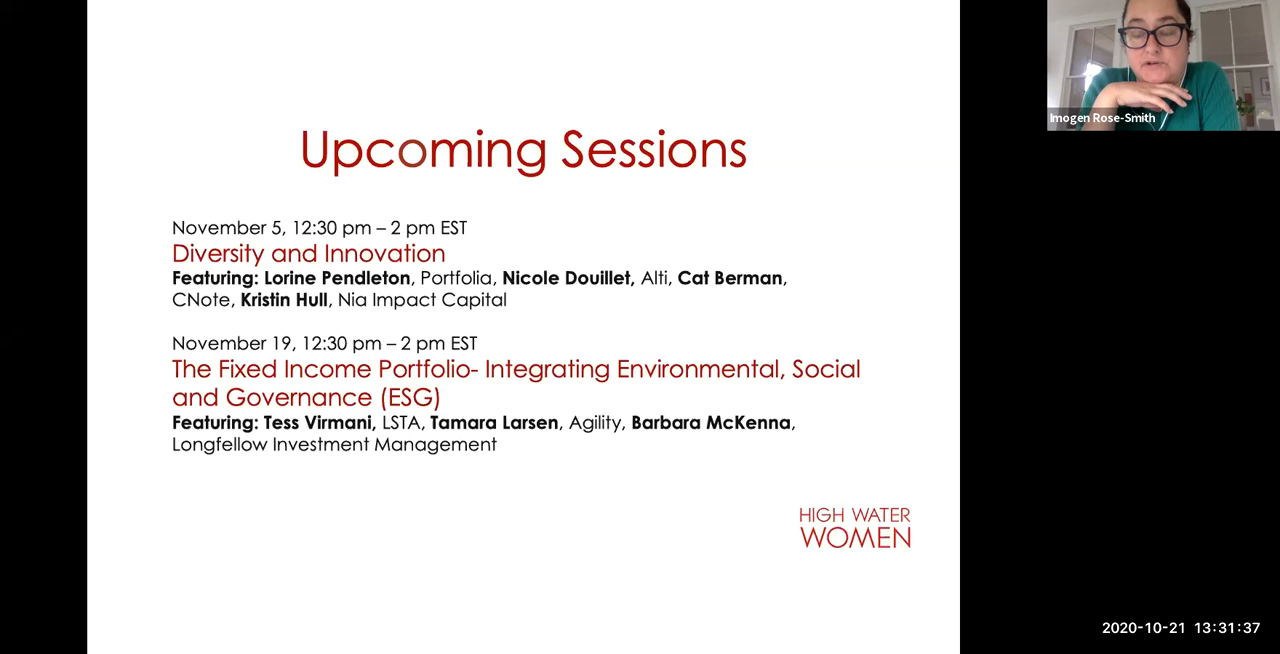 Upcoming Sessions
November 5, 12:30 pm – 2 pm EST
Diversity and Innovation
Featuring: Lorine Pendleton, Portfolia, Nicole Douillet, Alti, Cat Berman,
CNote, Kristin Hull, Nia Impact Capital
November 19, 12:30 pm – 2 pm EST
The Fixed Income Portfolio- Integrating Environmental, Social
and Governance (ESG)
Featuring: Tess Virmani, LSTA, Tamara Larsen, Agility, Barbara McKenna,
Longfellow Investment Management
HIGH WATER
WOMEN
Imogen Rose-Smith
2020-10-21 13:31:37